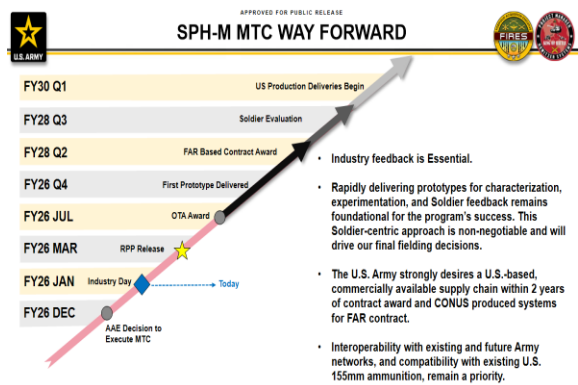 APPROVED FOR PUBLIC RELEASE
SPH-M MTC WAY FORWARD
U.S. ARMY
FIRES
FY30 Q1
US Production Deliveries Begin
FY28 Q3
Soldier Evaluation
FY28 Q2
FAR Based Contract Award
FY26 Q4
First Prototype Delivered
FY26 JUL
OTA Award
FY26 MAR
RPP Release
FY26 JAN
Industry Day
Today
FY26 DEC
AAE Decision to
Execute MTC
• Industry feedback is Essential.
• Rapidly delivering prototypes for characterization,
experimentation, and Soldier feedback remains
foundational for the program's success. This
Soldier-centric approach is non-negotiable and will
drive our final fielding decisions.
• The U.S. Army strongly desires a U.S.-based,
commercially available supply chain within 2 years
of contract award and CONUS produced systems
for FAR contract.
• Interoperability with existing and future Army
networks, and compatibility with existing U.S.
155mm ammunition, remain a priority.